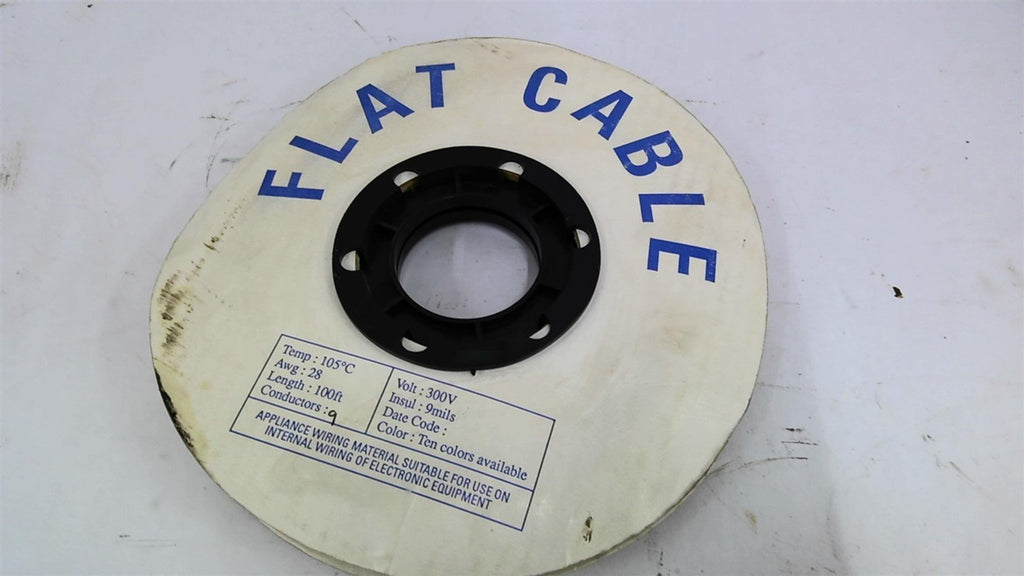 FLAT CABLE
Temp : 105°C
Awg : 28
Length : 100ft
Conductors : 9
Volt : 300V
Insul : 9mils
Date Code :
Color : Ten colors available
APPLIANCE WIRING MATERIAL SUITABLE FOR USE ON
INTERNAL WIRING OF ELECTRONIC EQUIPMENT